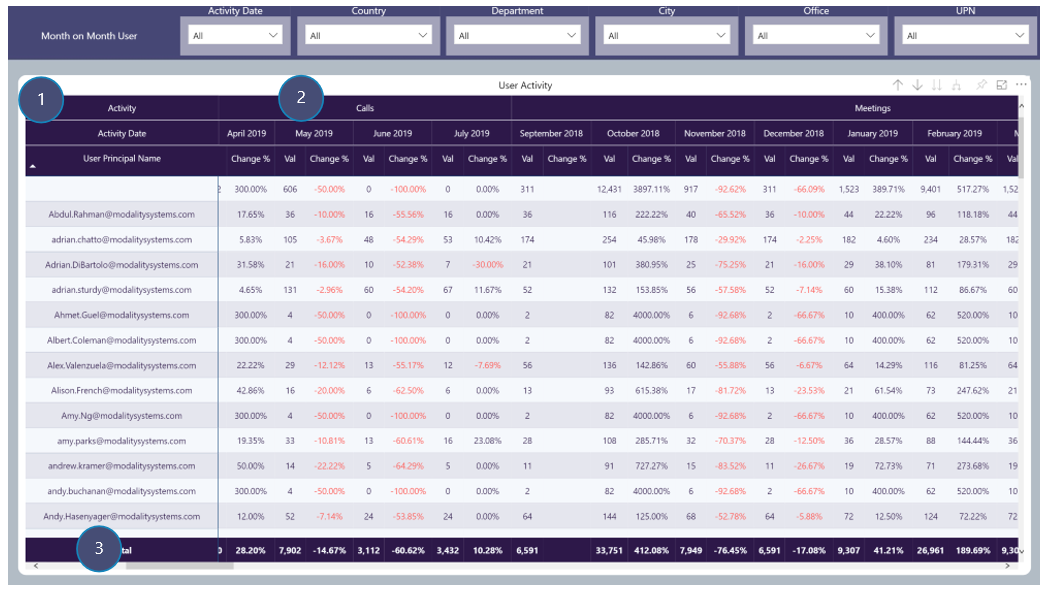 Activity Date Country Department City Office UPN
Month on Month User All All All All All All
User Activity
1 2
Activity Calls Meetings
Activity Date April 2019 May 2019 June 2019 July 2019 September 2018 October 2018 November 2018 December 2018 January 2019 February 2019
User Principal Name Change % Val Change % Val Change % Val Change % Val Change % Val Change % Val Change % Val Change % Val Change % Val Change % Val
300.00% 606 -50.00% 0 -100.00% 0 0.00% 311 12,431 3897.11% 917 -92.62% 311 -66.09% 1,523 389.71% 9,401 517.27% 1,52
Abdul.Rahman@modalitysystems.com 17.65% 36 -10.00% 16 -55.56% 16 0.00% 36 116 222.22% 40 -65.52% 36 -10.00% 44 22.22% 96 118.18% 44
adrian.chatto@modalitysystems.com 5.83% 105 -3.67% 48 -54.29% 53 10.42% 174 254 45.98% 178 -29.92% 174 -2.25% 182 4.60% 234 28.57% 182
Adrian.DiBartolo@modalitysystems.com 31.58% 21 -16.00% 10 -52.38% 7 -30.00% 21 101 380.95% 25 -75.25% 21 -16.00% 29 38.10% 81 179.31% 29
adrian.sturdy@modalitysystems.com 4.65% 131 -2.96% 60 -54.20% 67 11.67% 52 132 153.85% 56 -57.58% 52 -7.14% 60 15.38% 112 86.67% 60
Ahmet.Guel@modalitysystems.com 300.00% 4 -50.00% 0 -100.00% 0 0.00% 2 82 4000.00% 6 -92.68% 2 -66.67% 10 400.00% 62 520.00% 10
Albert.Coleman@modalitysystems.com 300.00% 4 -50.00% 0 -100.00% 0 0.00% 2 82 4000.00% 6 -92.68% 2 -66.67% 10 400.00% 62 520.00% 10
Alex.Valenzuela@modalitysystems.com 22.22% 29 -12.12% 13 -55.17% 12 -7.69% 56 136 142.86% 60 -55.88% 56 -6.67% 64 14.29% 116 81.25% 64
Alison.French@modalitysystems.com 42.86% 16 -20.00% 6 -62.50% 6 0.00% 13 93 615.38% 17 -81.72% 13 -23.53% 21 61.54% 73 247.62% 21
Amy.Ng@modalitysystems.com 300.00% 4 -50.00% 0 -100.00% 0 0.00% 2 82 4000.00% 6 -92.68% 2 -66.67% 10 400.00% 62 520.00% 10
amy.parks@modalitysystems.com 19.35% 33 -10.81% 13 -60.61% 16 23.08% 28 108 285.71% 32 -70.37% 28 -12.50% 36 28.57% 88 144.44% 36
andrew.kramer@modalitysystems.com 50.00% 14 -22.22% 5 -64.29% 5 0.00% 11 91 727.27% 15 -83.52% 11 -26.67% 19 72.73% 71 273.68% 19
andy.buchanan@modalitysystems.com 300.00% 4 -50.00% 0 -100.00% 0 0.00% 2 82 4000.00% 6 -92.68% 2 -66.67% 10 400.00% 62 520.00% 10
Andy.Hasenyager@modalitysystems.com 12.00% 52 -7.14% 24 -53.85% 24 0.00% 64 144 125.00% 68 -52.78% 64 -5.88% 72 12.50% 124 72.22% 72
3 tal 28.20% 7,902 -14.67% 3,112 -60.62% 3,432 10.28% 6,591 33,751 412.08% 7,949 -76.45% 6,591 -17.08% 9,307 41.21% 26,961 189.69% 9,30